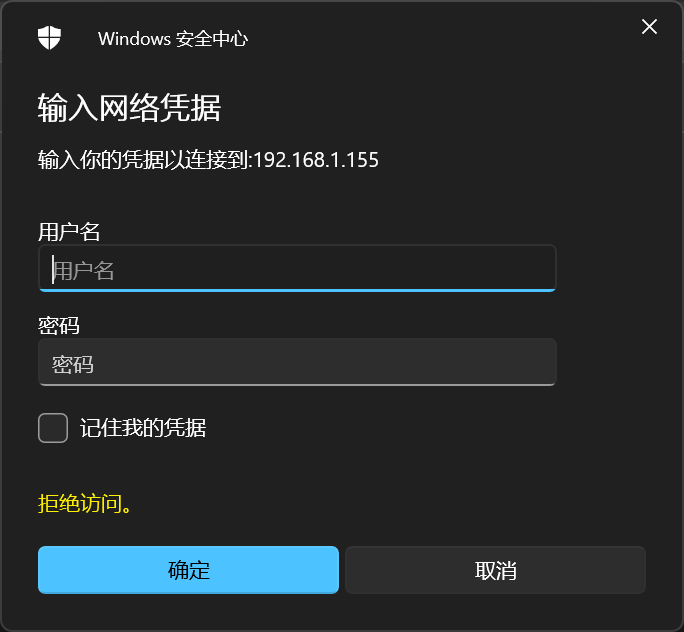 Windows 安全中心
输入网络凭据
输入你的凭据以连接到:192.168.1.155
用户名
用户名
密码
密码
记住我的凭据
拒绝访问。
确定
取消